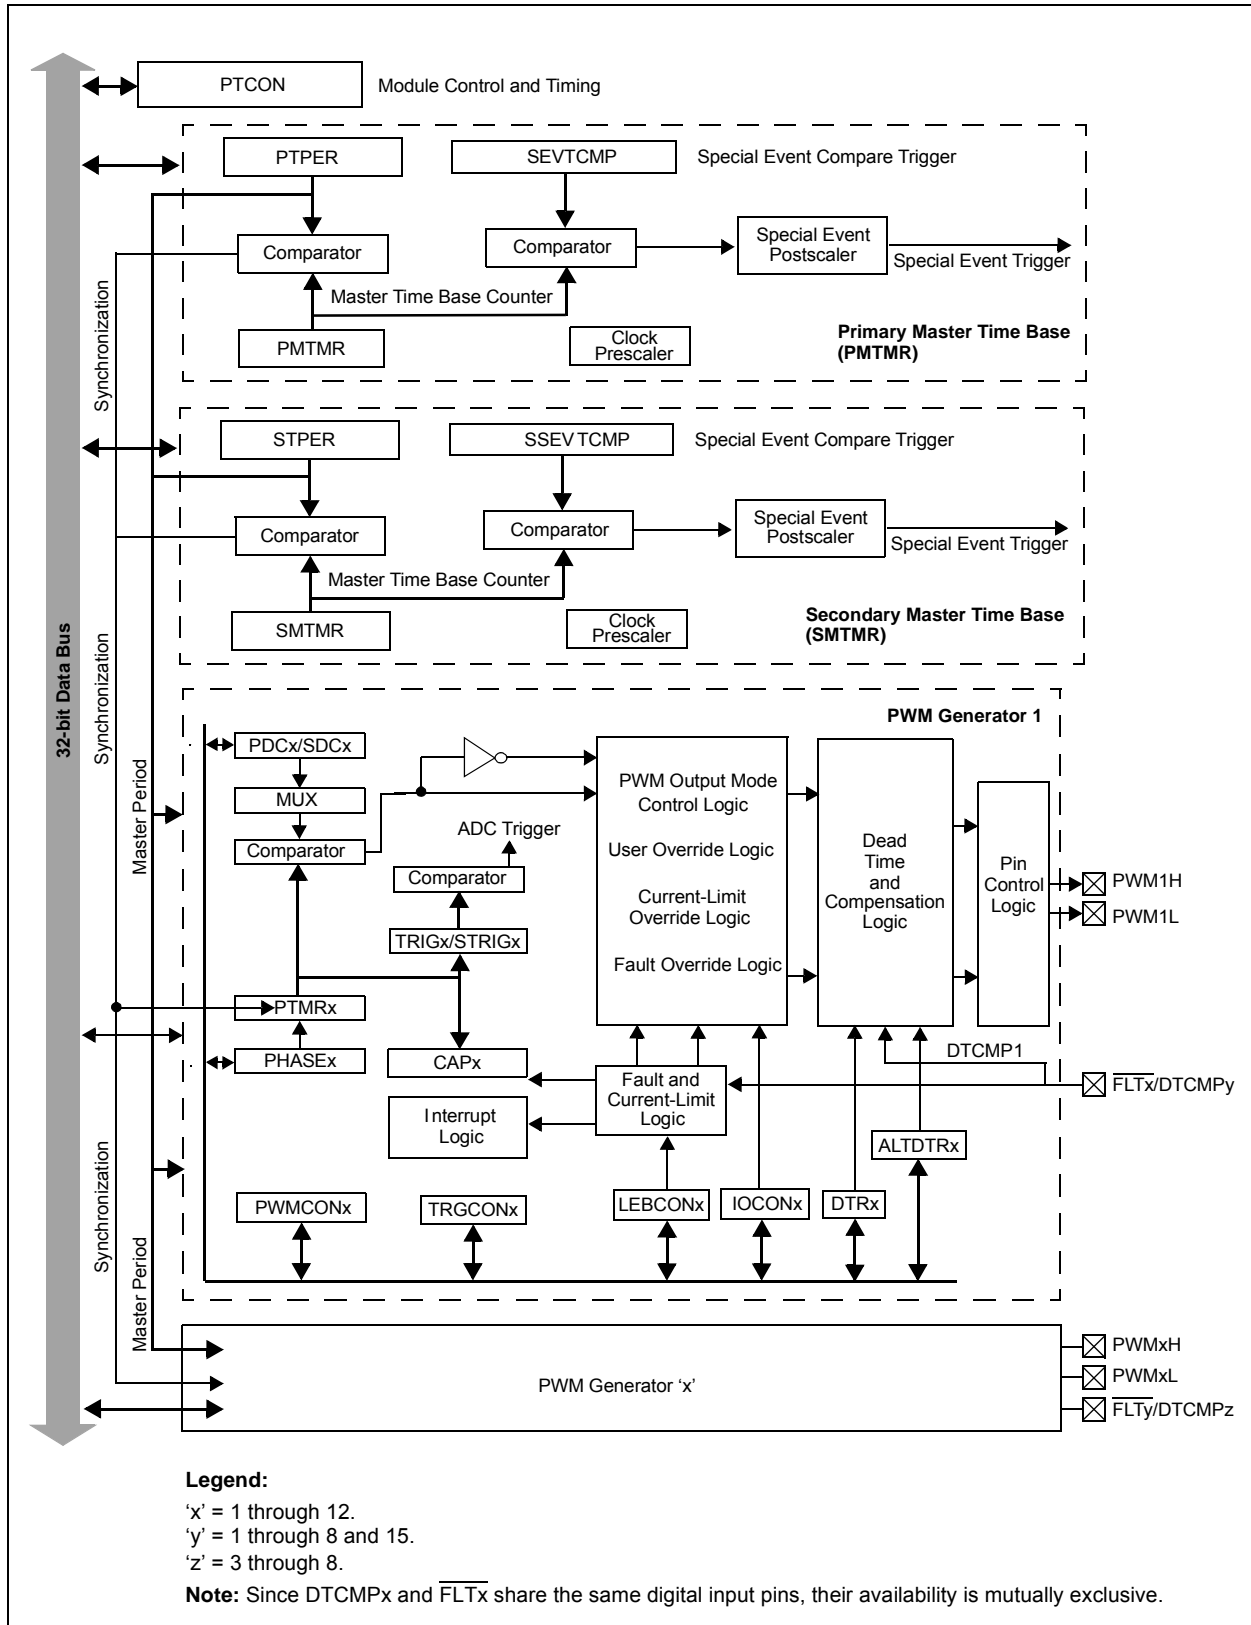 PTCON
Module Control and Timing
PTPER
SEVTCMP
Special Event Compare Trigger
Comparator
Comparator
Special Event
Postscaler
Special Event Trigger
Master Time Base Counter
PMTMR
Clock
Prescaler
Primary Master Time Base
(PMTMR)
Synchronization
STPER
SSEVTCMP
Special Event Compare Trigger
Comparator
Comparator
Special Event
Postscaler
Special Event Trigger
Master Time Base Counter
SMTMR
Clock
Prescaler
Secondary Master Time Base
(SMTMR)
32-bit Data Bus
Synchronization
Master Period
PWM Generator 1
PDCx/SDCx
MUX
Comparator
ADC Trigger
Comparator
TRIGx/STRIGx
PTMRx
PHASEx
CAPx
Interrupt
Logic
PWM Output Mode
Control Logic
User Override Logic
Current-Limit
Override Logic
Fault Override Logic
Dead
Time
and
Compensation
Logic
Pin
Control
Logic
PWM1H
PWM1L
DTCMP1
FLTx/DTCMPy
Fault and
Current-Limit
Logic
ALTDTRx
PWMCONx
TRGCONx
LEBCONx
IOCONx
DTRx
Synchronization
Master Period
PWM Generator ‘x’
PWMxH
PWMxL
FLTy/DTCMPz
Legend:
‘x’ = 1 through 12.
‘y’ = 1 through 8 and 15.
‘z’ = 3 through 8.
Note: Since DTCMPx and FLTx share the same digital input pins, their availability is mutually exclusive.